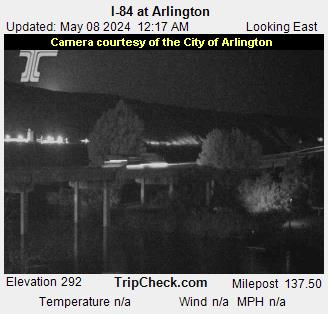 I-84 at Arlington
Updated: May 08 2024 12:17 AM Looking East
Camera courtesy of the City of Arlington
Elevation 292 TripCheck.com Milepost 137.50
Temperature n/a Wind n/a MPH n/a